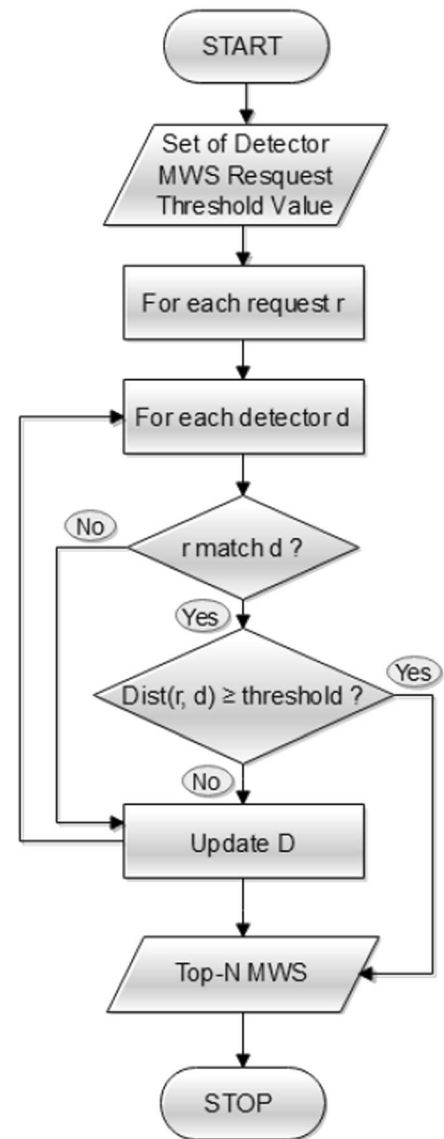 START
Set of Detector
MWS Resquest
Threshold Value
For each request r
For each detector d
No
r match d ?
Yes
Dist(r, d) ≥ threshold ?
Yes
No
Update D
Top-N MWS
STOP